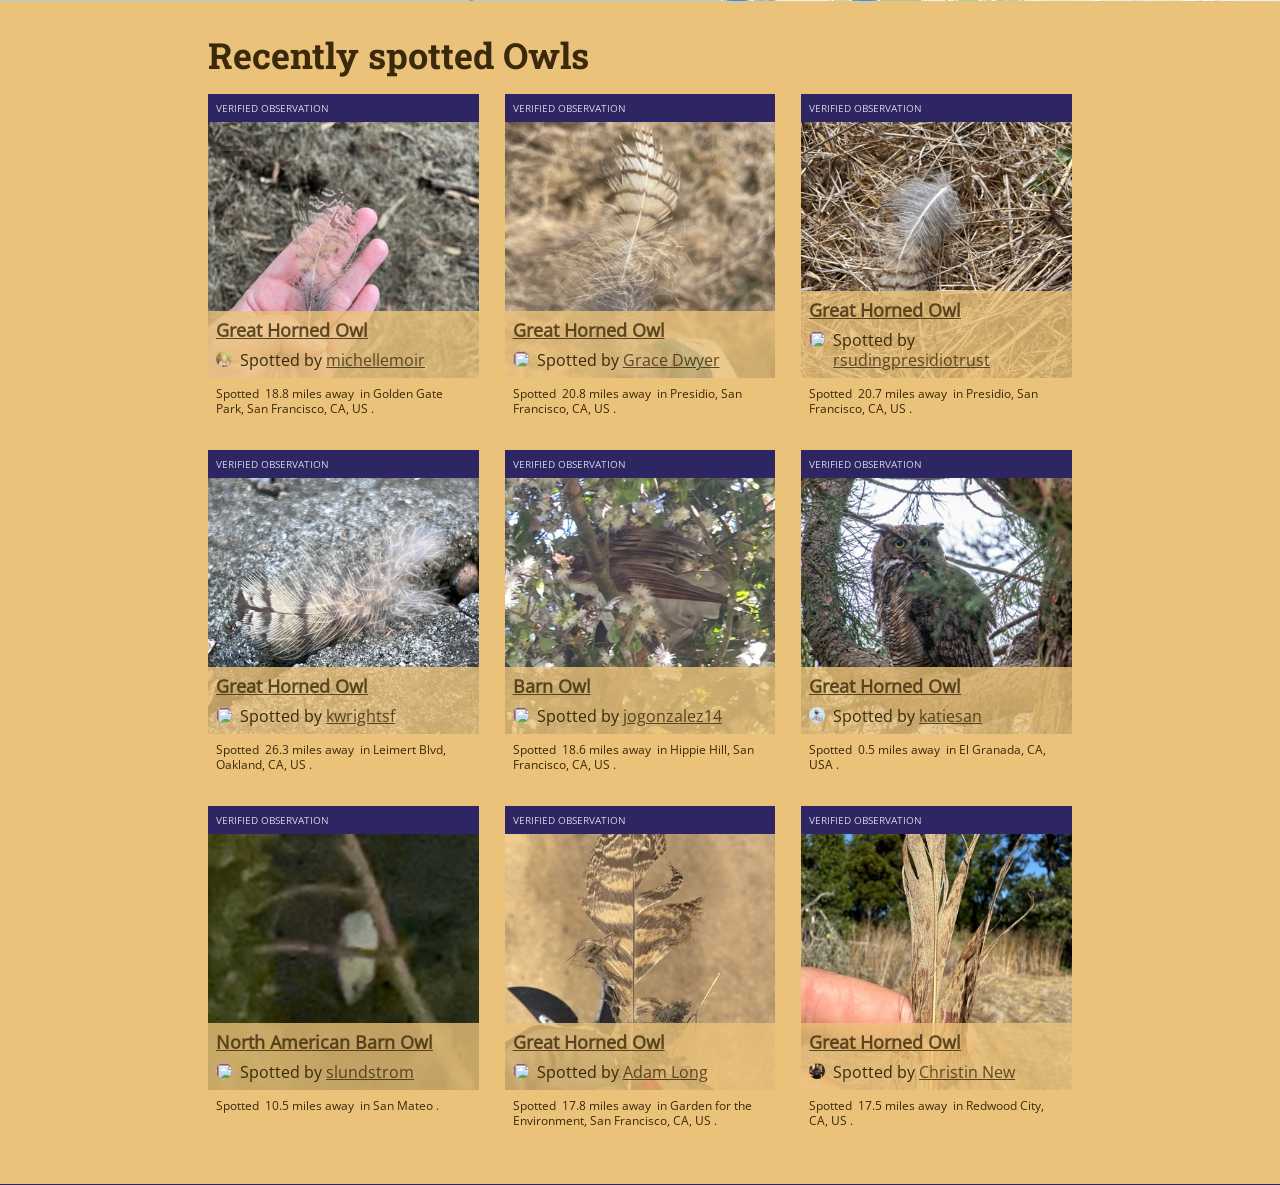 Recently spotted Owls
VERIFIED OBSERVATION
Great Horned Owl
Spotted by michellemoir
Spotted 18.8 miles away in Golden Gate
Park, San Francisco, CA, US .
VERIFIED OBSERVATION
Great Horned Owl
Spotted by Grace Dwyer
Spotted 20.8 miles away in Presidio, San
Francisco, CA, US .
VERIFIED OBSERVATION
Great Horned Owl
Spotted by
rsudingpresidiotrust
Spotted 20.7 miles away in Presidio, San
Francisco, CA, US .
VERIFIED OBSERVATION
Great Horned Owl
Spotted by kwrightsf
Spotted 26.3 miles away in Leimert Blvd,
Oakland, CA, US .
VERIFIED OBSERVATION
Barn Owl
Spotted by jogonzalez14
Spotted 18.6 miles away in Hippie Hill, San
Francisco, CA, US .
VERIFIED OBSERVATION
Great Horned Owl
Spotted by katiesan
Spotted 0.5 miles away in El Granada, CA,
USA .
VERIFIED OBSERVATION
North American Barn Owl
Spotted by slundstrom
Spotted 10.5 miles away in San Mateo .
VERIFIED OBSERVATION
Great Horned Owl
Spotted by Adam Long
Spotted 17.8 miles away in Garden for the
Environment, San Francisco, CA, US .
VERIFIED OBSERVATION
Great Horned Owl
Spotted by Christin New
Spotted 17.5 miles away in Redwood City,
CA, US .